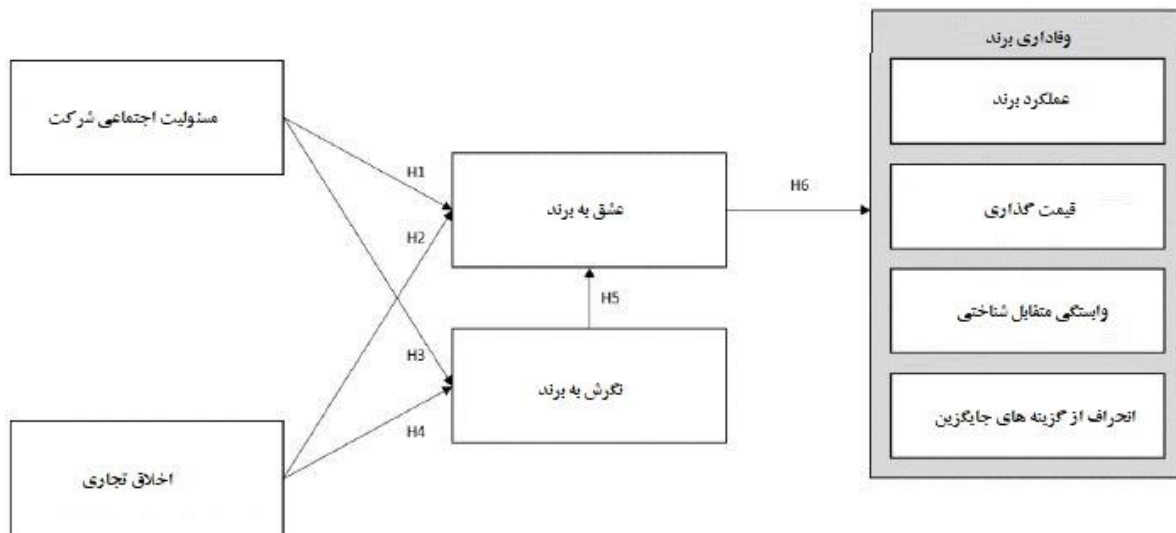 وفاداری برند
عملکرد برند
مسئولیت اجتماعی شرکت
H1
H6
عشق به برند
قیمت گذاری
H2
H5
وابستگی متقابل شناختی
H3
نگرش به برند
انحراف از گزینه های جایگزین
H4
اخلاق تجاری